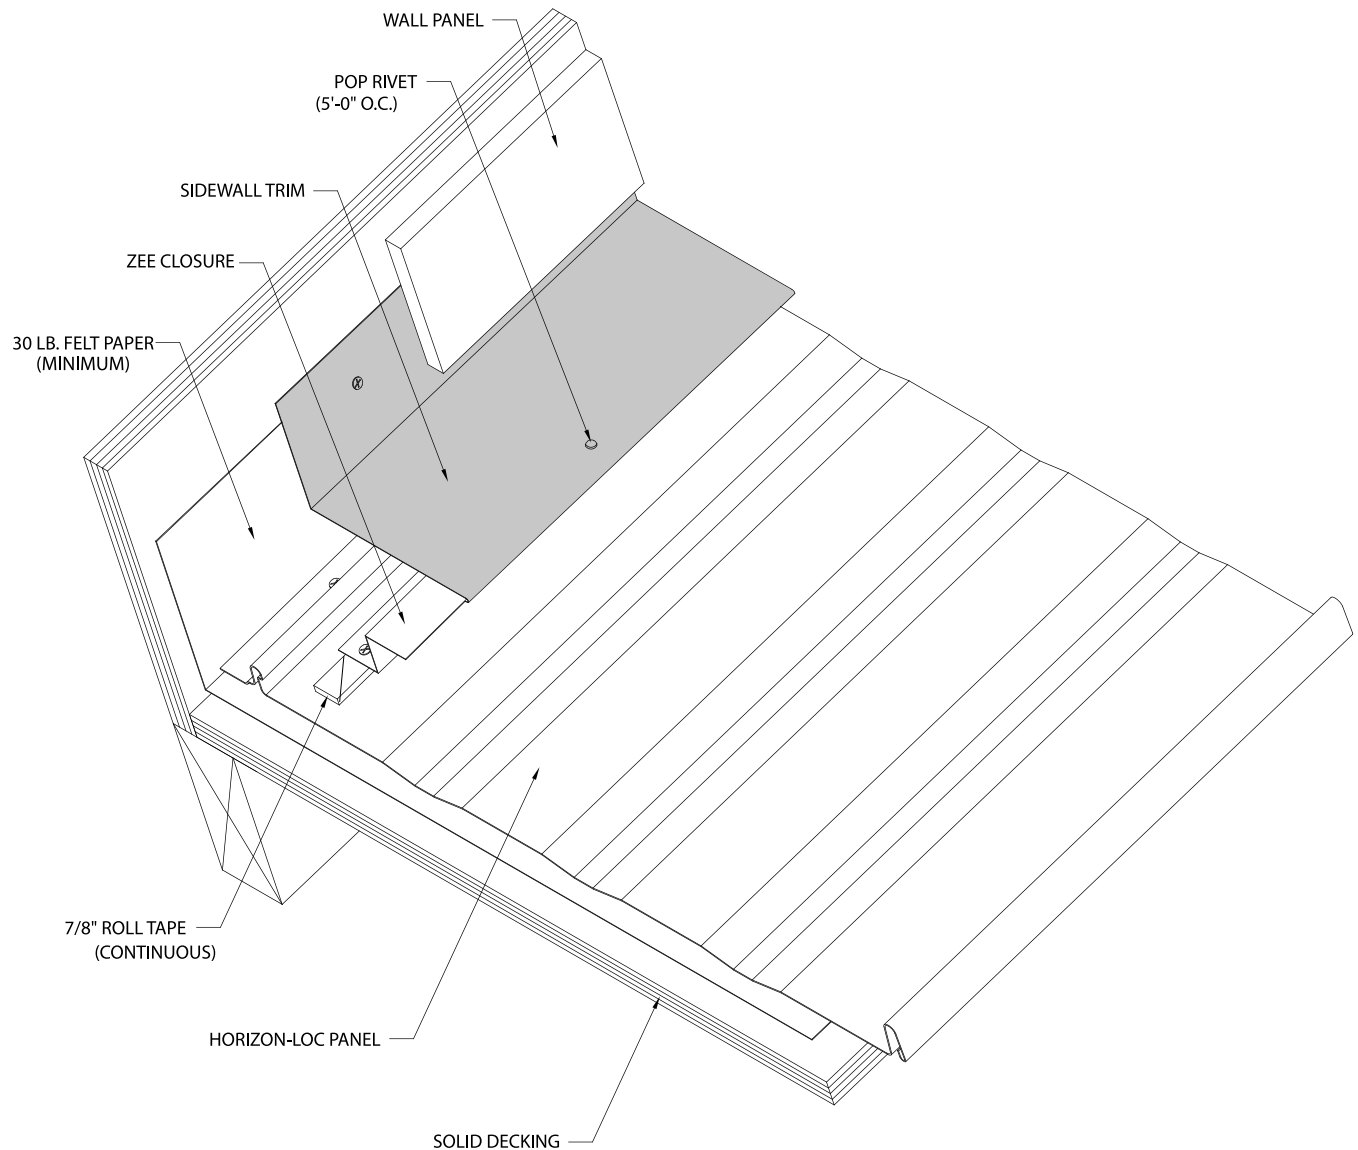 WALL PANEL
POP RIVET
(5'-0" O.C.)
SIDEWALL TRIM
ZEE CLOSURE
30 LB. FELT PAPER
(MINIMUM)
7/8" ROLL TAPE
(CONTINUOUS)
HORIZON-LOC PANEL
SOLID DECKING